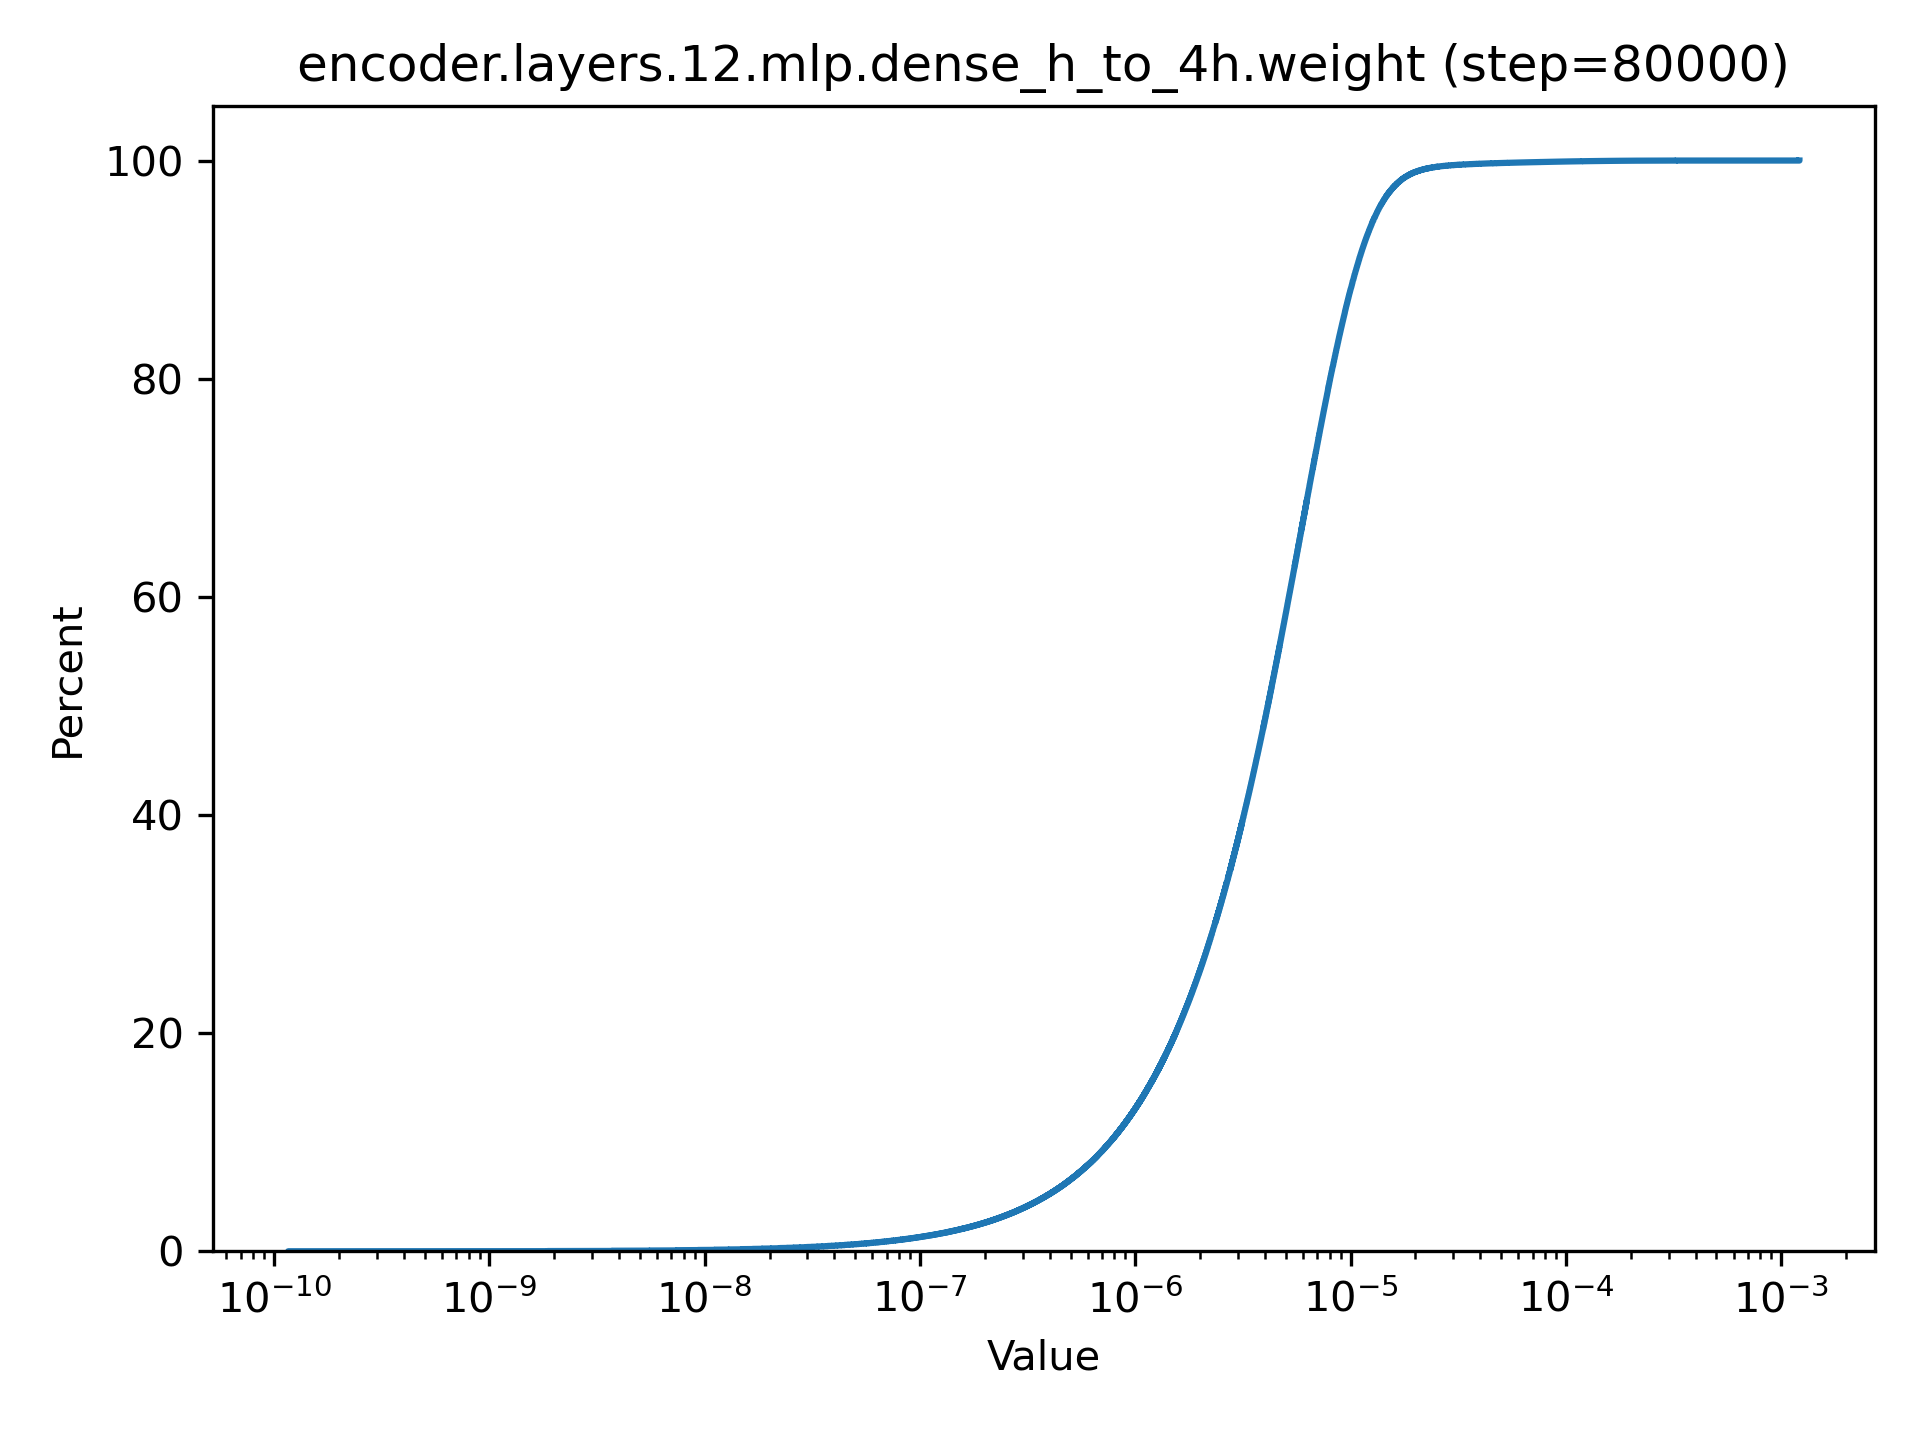 encoder.layers.12.mlp.dense_h_to_4h.weight (step=80000)
100
80
60
40
20
0
Percent
10⁻¹⁰ 10⁻⁹ 10⁻⁸ 10⁻⁷ 10⁻⁶ 10⁻⁵ 10⁻⁴ 10⁻³
Value